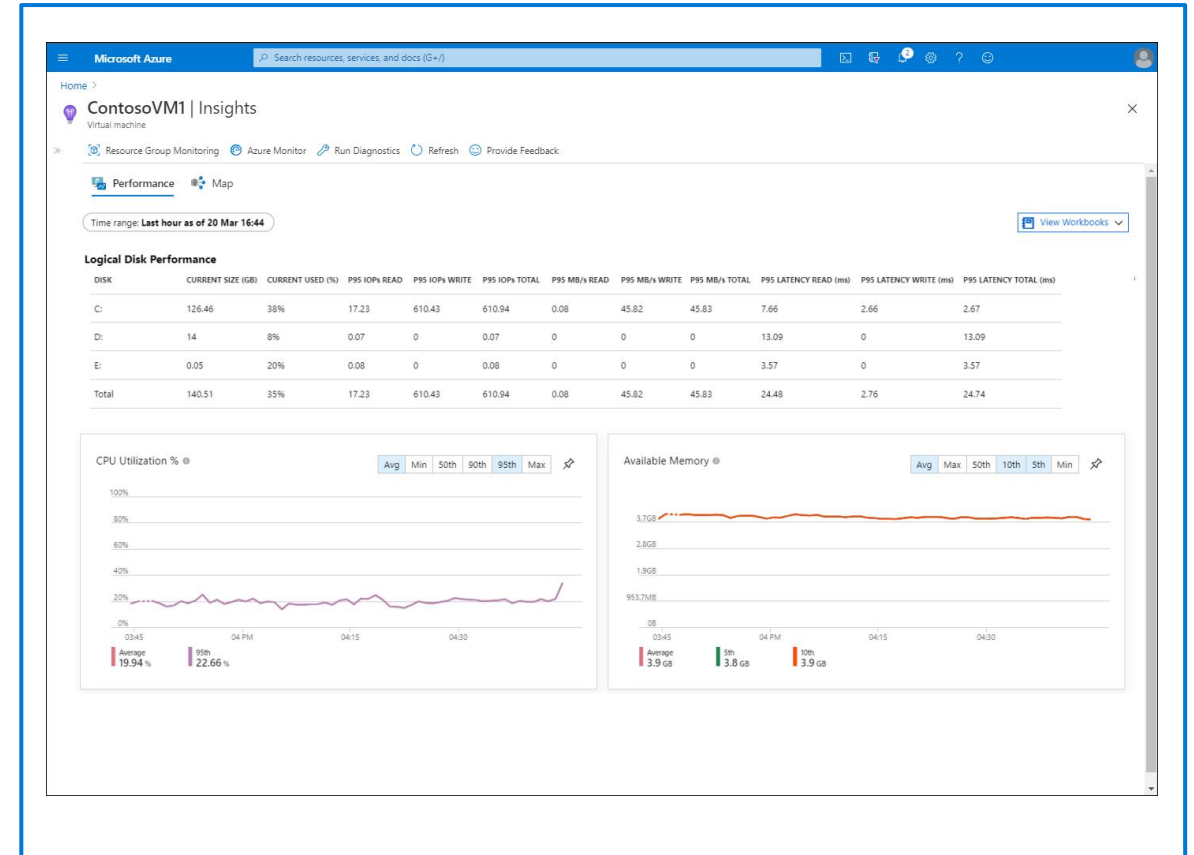 Microsoft Azure
Search resources, services, and docs (G+/)
2
Home >
ContosoVM1 | Insights
Virtual machine
Resource Group Monitoring Azure Monitor Run Diagnostics Refresh Provide Feedback
Performance Map
Time range: Last hour as of 20 Mar 16:44
View Workbooks
Logical Disk Performance
DISK CURRENT SIZE (GB) CURRENT USED (%) P95 IOPs READ P95 IOPs WRITE P95 IOPs TOTAL P95 MB/s READ P95 MB/s WRITE P95 MB/s TOTAL P95 LATENCY READ (ms) P95 LATENCY WRITE (ms) P95 LATENCY TOTAL (ms)
C: 126.46 38% 17.23 610.43 610.94 0.08 45.82 45.83 7.66 2.66 2.67
D: 14 8% 0.07 0 0.07 0 0 0 13.09 0 13.09
E: 0.05 20% 0.08 0 0.08 0 0 0 3.57 0 3.57
Total 140.51 35% 17.23 610.43 610.94 0.08 45.82 45.83 24.48 2.76 24.74
CPU Utilization %
Avg Min 50th 90th 95th Max
100%
80%
60%
40%
20%
0%
03:45 04 PM 04:15 04:30
Average 95th
19.94 % 22.66 %
Available Memory
Avg Max 50th 10th 5th Min
3.7GB
2.8GB
1.9GB
953.7MB
0B
03:45 04 PM 04:15 04:30
Average 5th 10th
3.9 GB 3.8 GB 3.9 GB